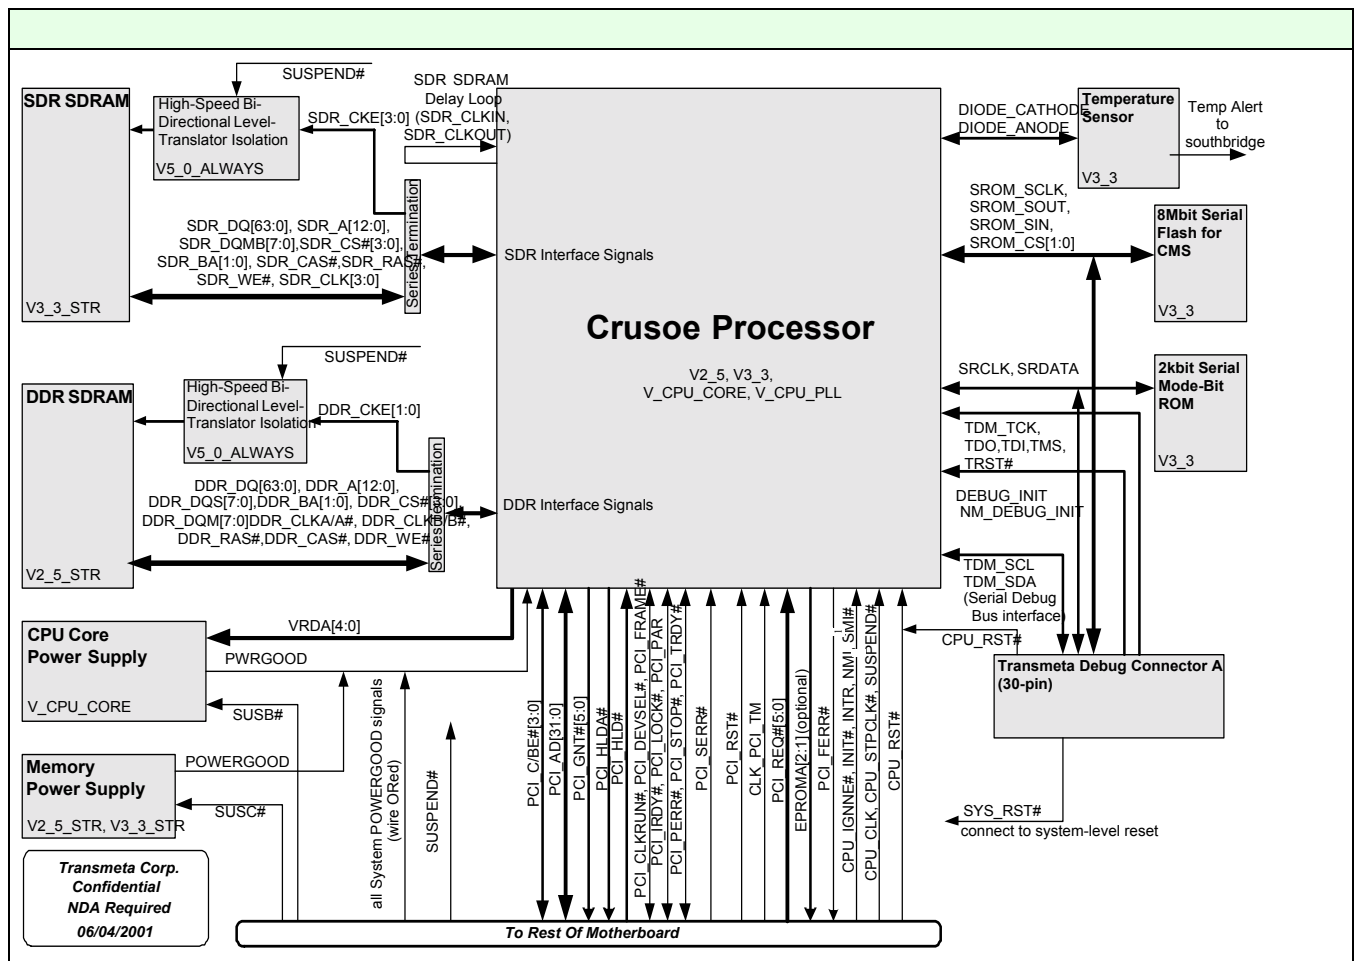 SUSPEND#
SDR SDRAM
V3_3_STR
High-Speed Bi-
Directional Level-
Translator Isolation
V5_0_ALWAYS
SDR_CKE[3:0]
SDR SDRAM
Delay Loop
(SDR_CLKIN,
SDR_CLKOUT)
SDR_DQ[63:0], SDR_A[12:0],
SDR_DQMB[7:0],SDR_CS#[3:0],
SDR_BA[1:0], SDR_CAS#,SDR_RAS#,
SDR_WE#, SDR_CLK[3:0]
Series Termination
SDR Interface Signals
Crusoe Processor
V2_5, V3_3,
V_CPU_CORE, V_CPU_PLL
DDR Interface Signals
DIODE_CATHODE
DIODE_ANODE
Temperature
Sensor
V3_3
Temp Alert
to
southbridge
SROM_SCLK,
SROM_SOUT,
SROM_SIN,
SROM_CS[1:0]
8Mbit Serial
Flash for
CMS
V3_3
SRCLK, SRDATA
2kbit Serial
Mode-Bit
ROM
V3_3
TDM_TCK,
TDO,TDI,TMS,
TRST#
DEBUG_INIT
NM_DEBUG_INIT
TDM_SCL
TDM_SDA
(Serial Debug
Bus interface)
CPU_RST#
Transmeta Debug Connector A
(30-pin)
SYS_RST#
connect to system-level reset
SUSPEND#
DDR SDRAM
V2_5_STR
High-Speed Bi-
Directional Level-
Translator Isolation
V5_0_ALWAYS
DDR_CKE[1:0]
DDR_DQ[63:0], DDR_A[12:0],
DDR_DQS[7:0],DDR_BA[1:0], DDR_CS#[3:0],
DDR_DQM[7:0]DDR_CLKA/A#, DDR_CLKB/B#,
DDR_RAS#,DDR_CAS#, DDR_WE#
Series Termination
CPU Core
Power Supply
V_CPU_CORE
VRDA[4:0]
PWRGOOD
SUSB#
Memory
Power Supply
V2_5_STR, V3_3_STR
POWERGOOD
SUSC#
all System POWERGOOD signals
(wire ORed)
SUSPEND#
PCI_C/BE#[3:0]
PCI_AD[31:0]
PCI_GNT#[5:0]
PCI_HLDA#
PCI_HLD#
PCI_CLKRUN#, PCI_DEVSEL#, PCI_FRAME#
PCI_IRDY#, PCI_LOCK#, PCI_PAR
PCI_PERR#, PCI_STOP#, PCI_TRDY#
PCI_SERR#
PCI_RST#
CLK_PCI_TM
PCI_REQ#[5:0]
EPROMA[2:1](optional)
PCI_FERR#
CPU_IGNNE#, INIT#, INTR, NMI, SMI#
CPU_CLK, CPU_STPCLK#, SUSPEND#
CPU_RST#
Transmeta Corp.
Confidential
NDA Required
06/04/2001
To Rest Of Motherboard